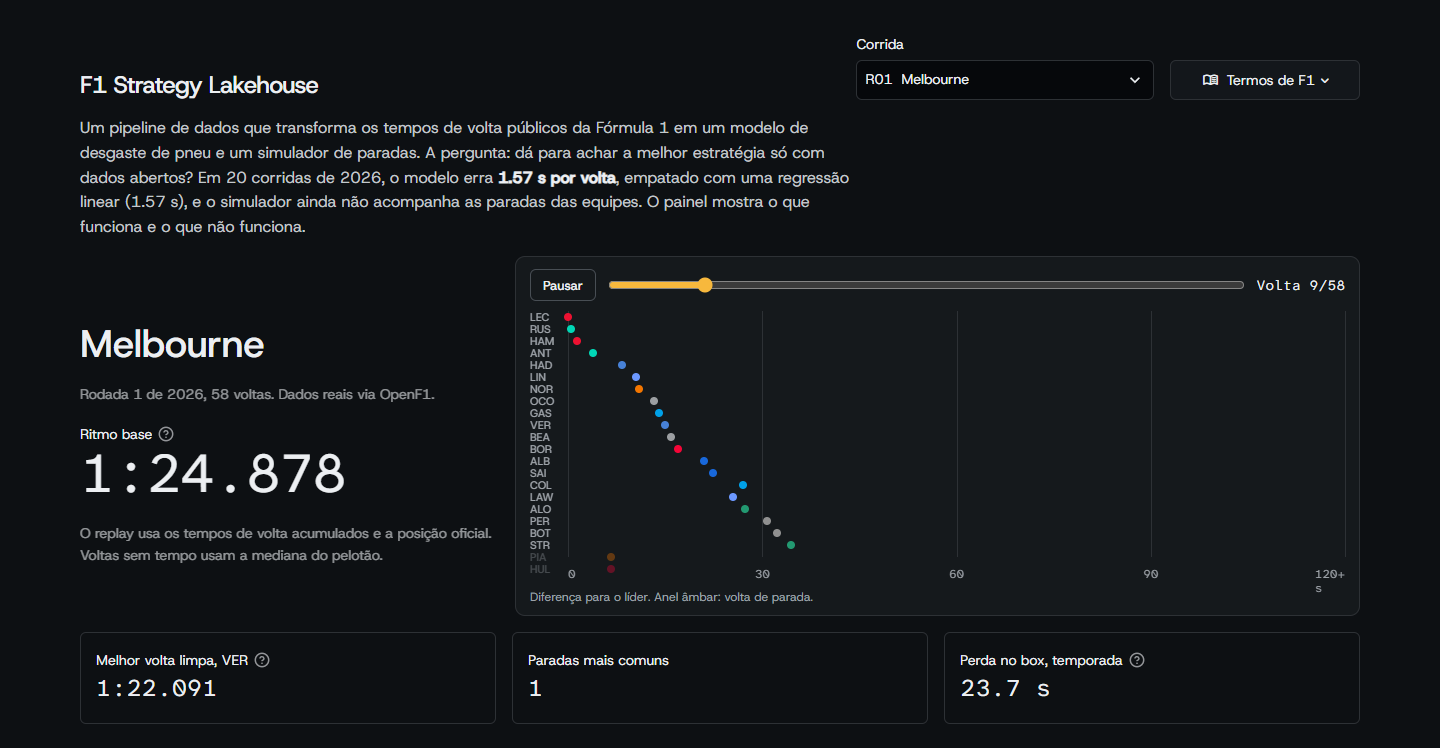 Corrida
F1 Strategy Lakehouse
R01 Melbourne
Termos de F1
Um pipeline de dados que transforma os tempos de volta públicos da Fórmula 1 em um modelo de
desgaste de pneu e um simulador de paradas. A pergunta: dá para achar a melhor estratégia só com
dados abertos? Em 20 corridas de 2026, o modelo erra 1.57 s por volta, empatado com uma regressão
linear (1.57 s), e o simulador ainda não acompanha as paradas das equipes. O painel mostra o que
funciona e o que não funciona.
Melbourne
Rodada 1 de 2026, 58 voltas. Dados reais via OpenF1.
Ritmo base ?
1:24.878
O replay usa os tempos de volta acumulados e a posição oficial.
Voltas sem tempo usam a mediana do pelotão.
Pausar
Volta 9/58
LEC
RUS
HAM
ANT
HAD
LIN
NOR
OCO
GAS
VER
BEA
BOR
ALB
SAI
COL
LAW
ALO
PER
BOT
STR
PIA
HUL
0 30 60 90 120+
s
Diferença para o líder. Anel âmbar: volta de parada.
Melhor volta limpa, VER ?
1:22.091
Paradas mais comuns
1
Perda no box, temporada ?
23.7 s